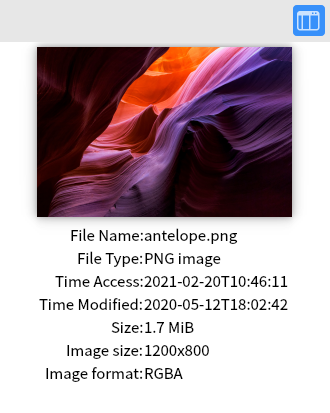 File Name:antelope.png
File Type:PNG image
Time Access:2021-02-20T10:46:11
Time Modified:2020-05-12T18:02:42
Size:1.7 MiB
Image size:1200x800
Image format:RGBA